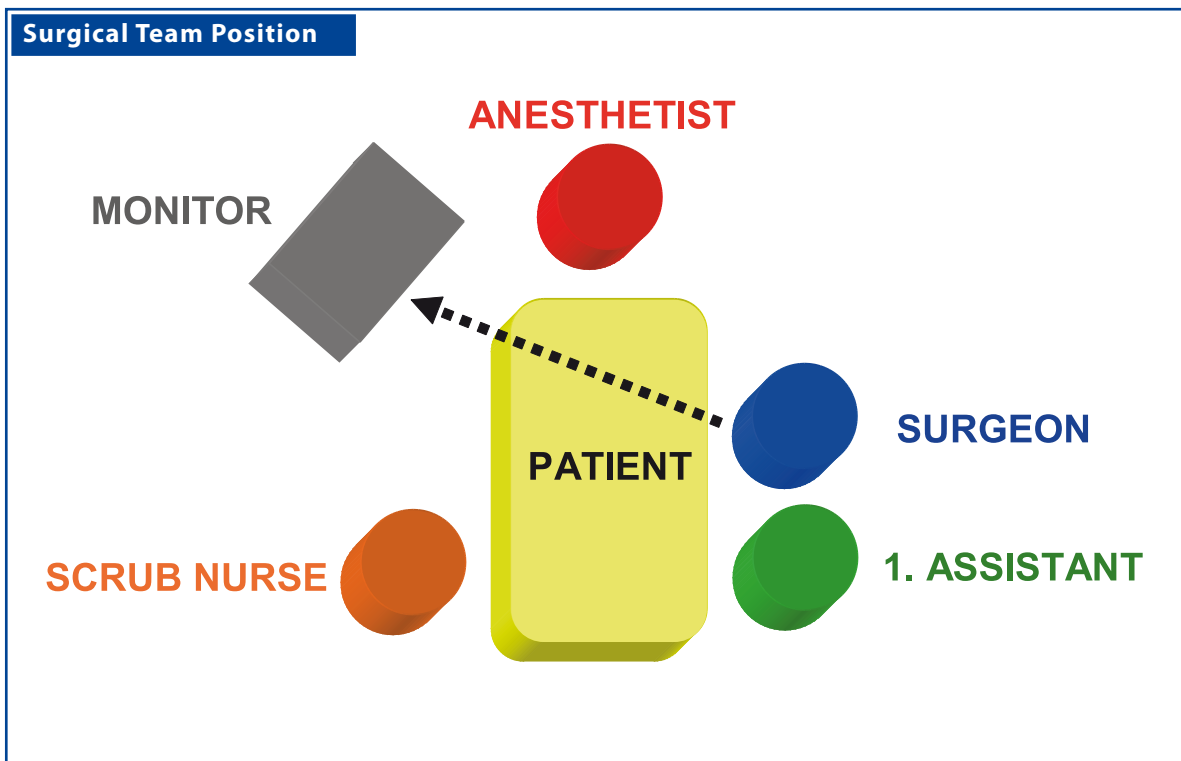 Surgical Team Position
ANESTHETIST
MONITOR
SURGEON
PATIENT
1. ASSISTANT
SCRUB NURSE